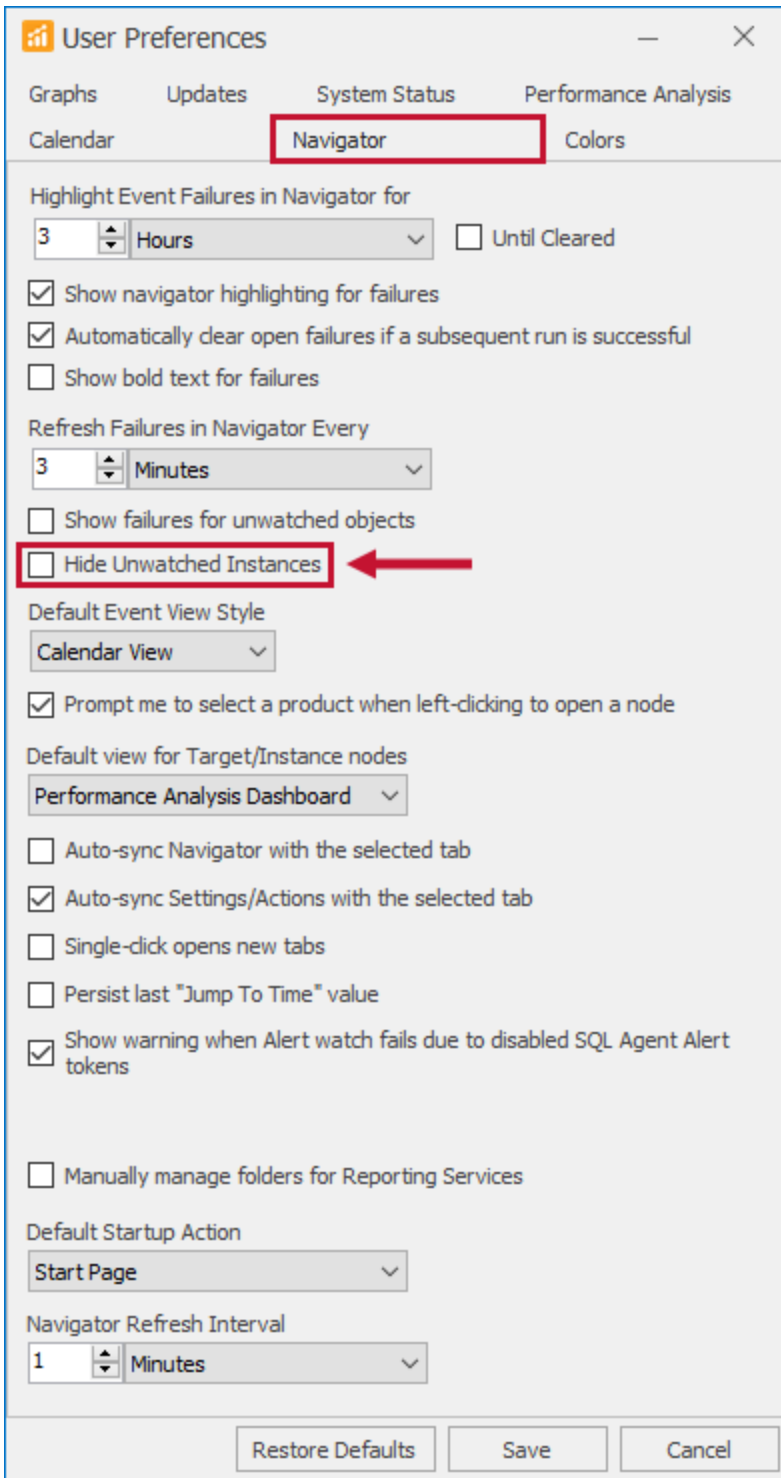 User Preferences
Graphs Updates System Status Performance Analysis
Calendar Navigator Colors
Highlight Event Failures in Navigator for
3 Hours Until Cleared
Show navigator highlighting for failures
Automatically clear open failures if a subsequent run is successful
Show bold text for failures
Refresh Failures in Navigator Every
3 Minutes
Show failures for unwatched objects
Hide Unwatched Instances
Default Event View Style
Calendar View
Prompt me to select a product when left-clicking to open a node
Default view for Target/Instance nodes
Performance Analysis Dashboard
Auto-sync Navigator with the selected tab
Auto-sync Settings/Actions with the selected tab
Single-click opens new tabs
Persist last "Jump To Time" value
Show warning when Alert watch fails due to disabled SQL Agent Alert
tokens
Manually manage folders for Reporting Services
Default Startup Action
Start Page
Navigator Refresh Interval
1 Minutes
Restore Defaults Save Cancel